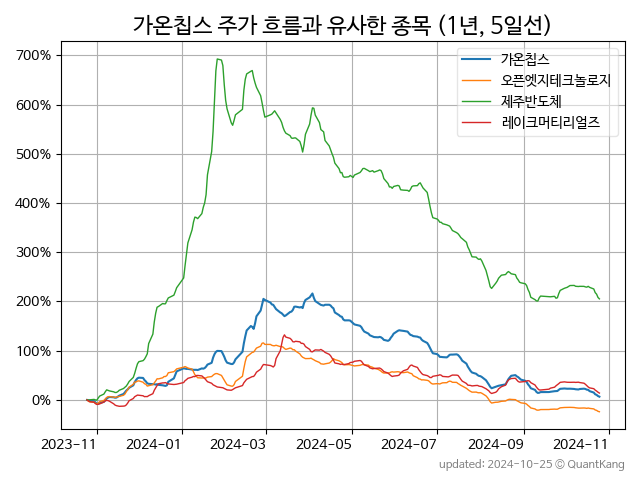 가온칩스 주가 흐름과 유사한 종목 (1년, 5일선)
700%
600%
500%
400%
300%
200%
100%
0%
가온칩스
오픈엣지테크놀로지
제주반도체
레이크머티리얼즈
2023-11
2024-01
2024-03
2024-05
2024-07
2024-09
2024-11
updated: 2024-10-25 © QuantKang